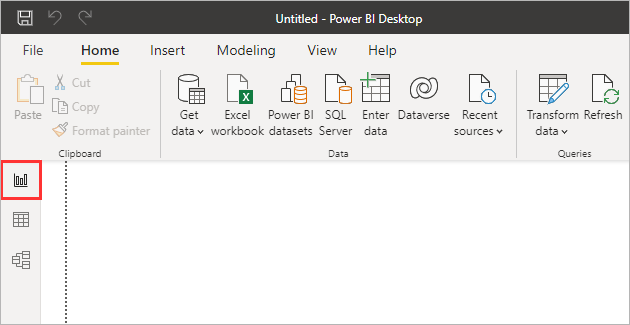 Untitled - Power BI Desktop
File Home Insert Modeling View Help
Paste
Cut
Copy
Format painter
Clipboard
Get data
Excel workbook
Power BI datasets
SQL Server
Enter data
Dataverse
Recent sources
Data
Transform data
Refresh
Queries